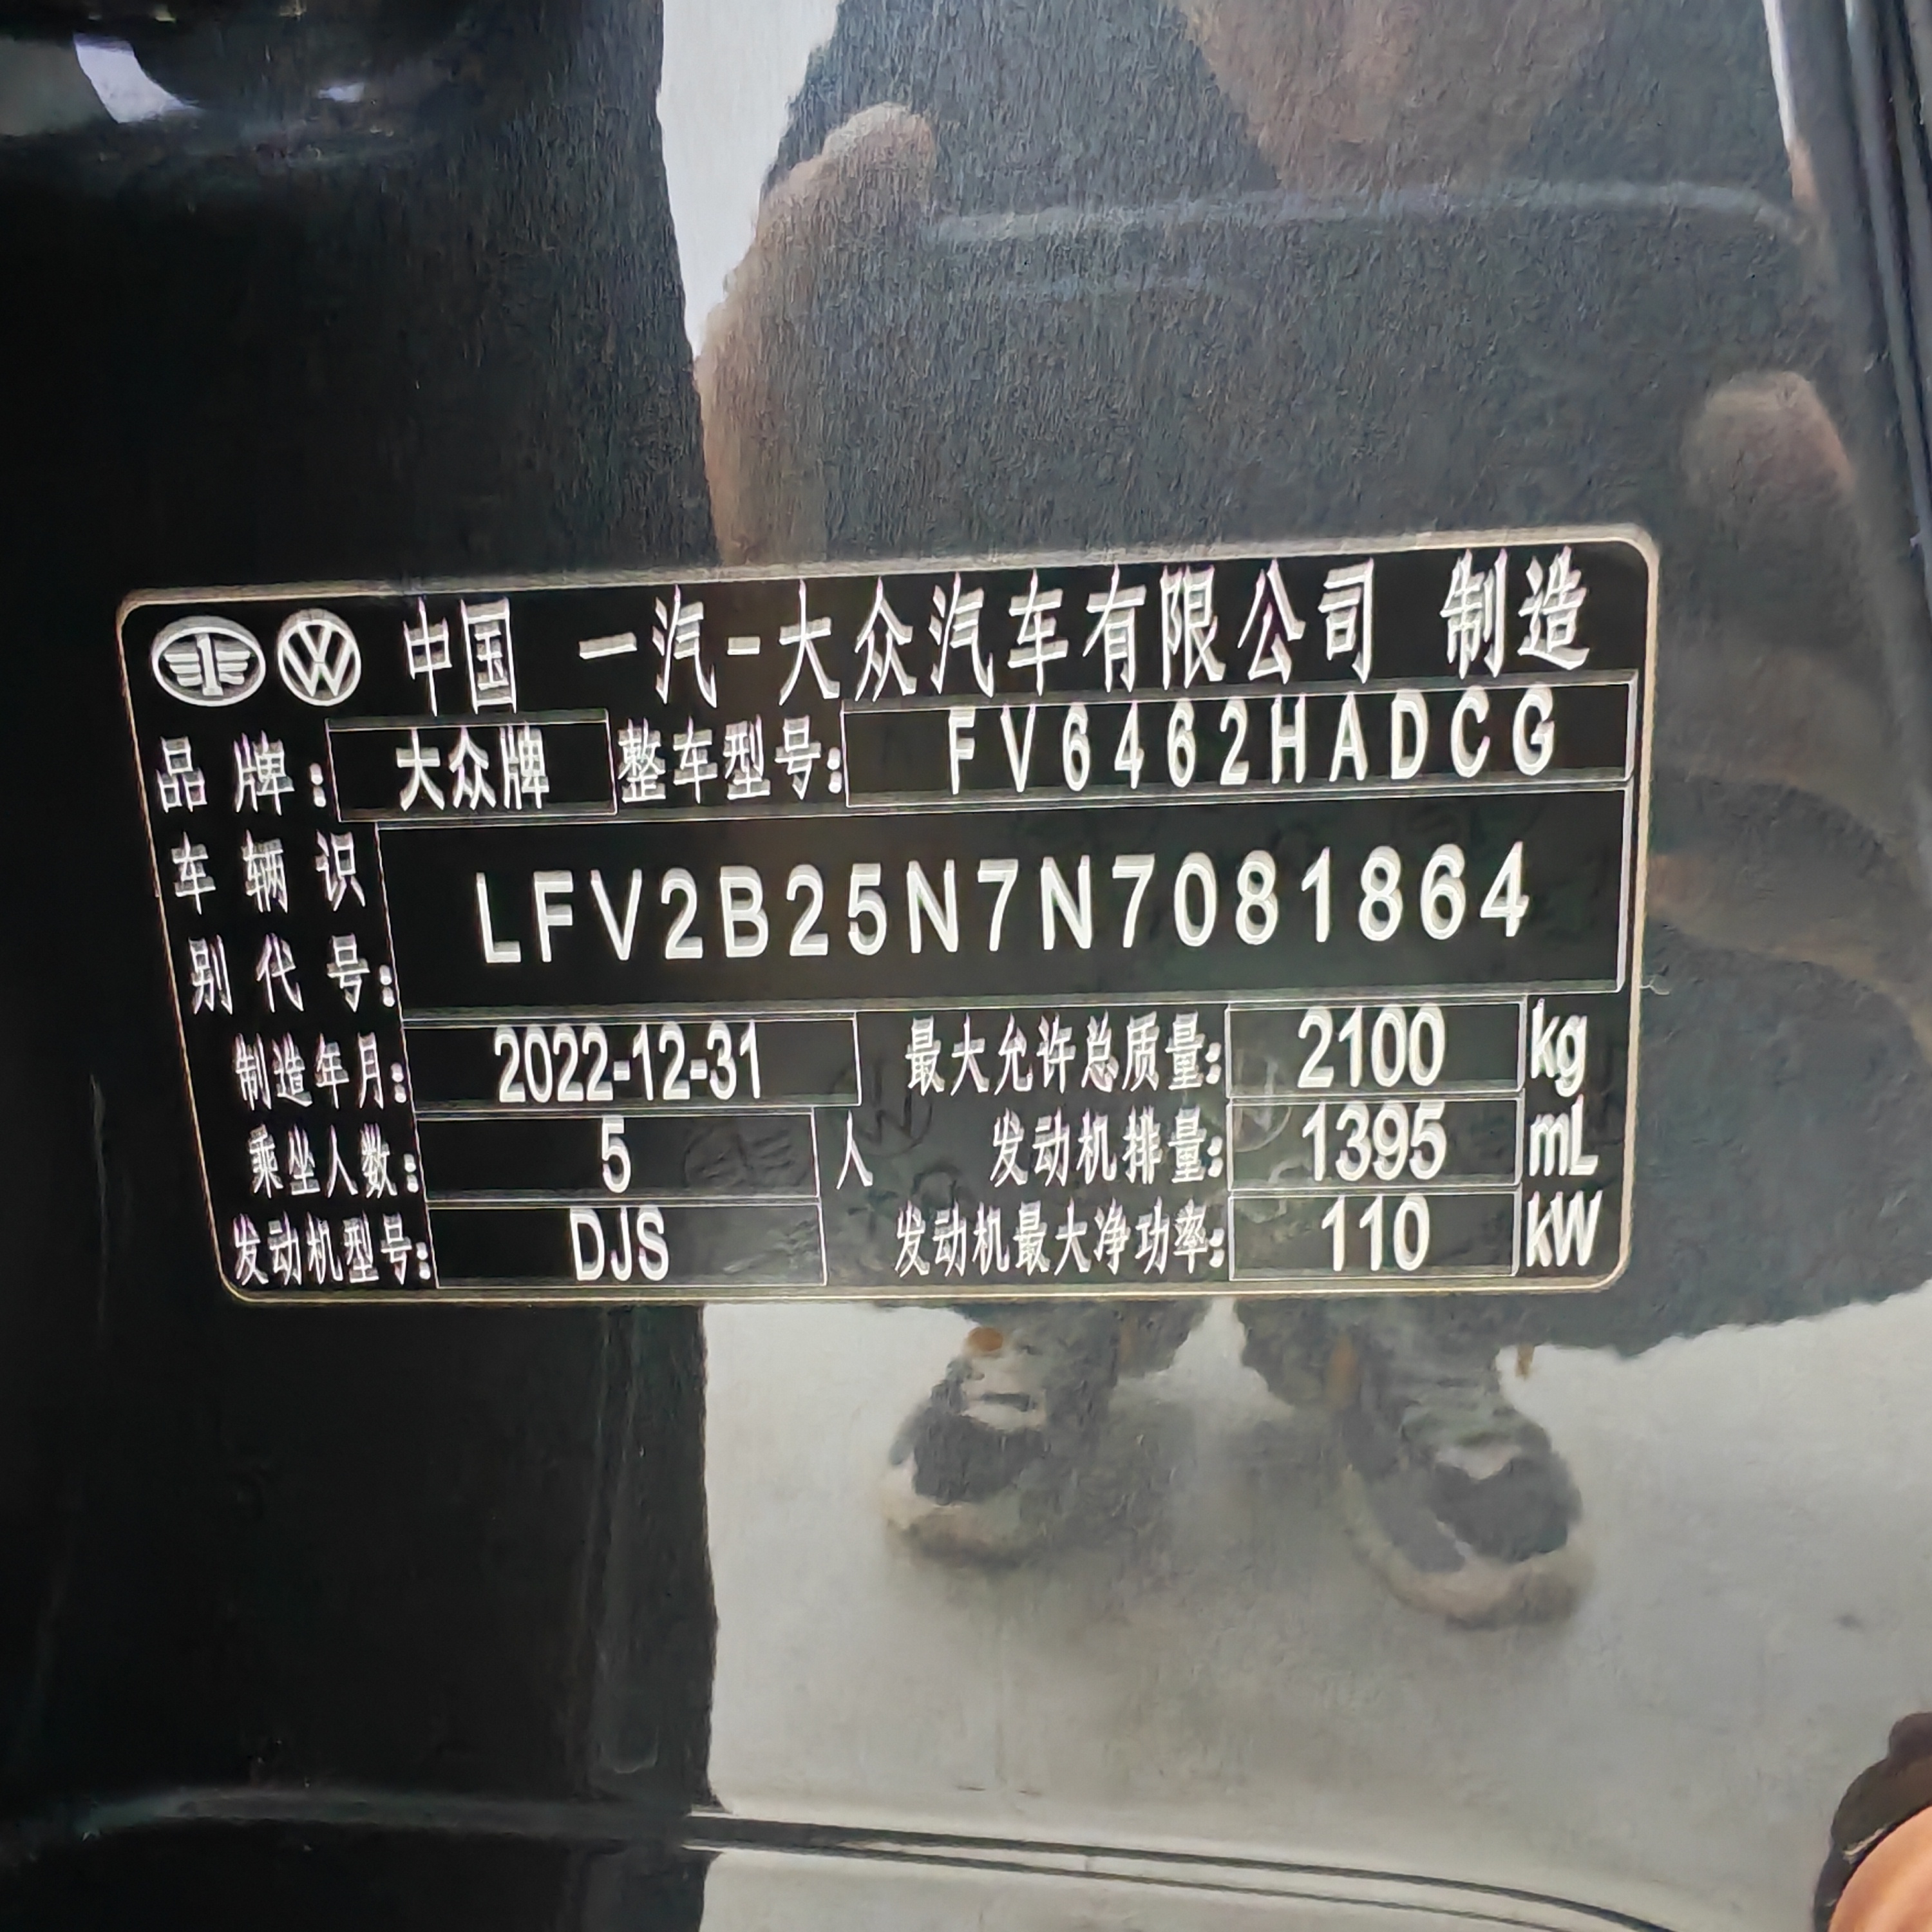 中国 一汽-大众汽车有限公司 制造
品牌: 大众牌 整车型号: FV6462HADCG
车辆识
别代号: LFV2B25N7N7081864
制造年月: 2022-12-31 最大允许总质量: 2100 kg
乘坐人数: 5 人 发动机排量: 1395 mL
发动机型号: DJS 发动机最大净功率: 110 kW